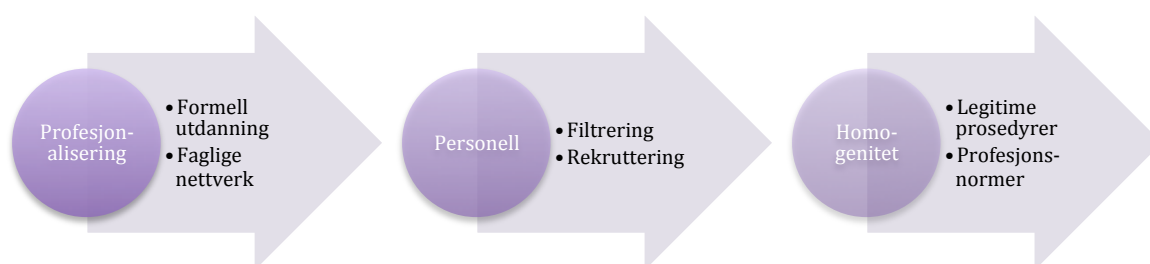 Profesjon-
alisering
• Formell
utdanning
• Faglige
nettverk
Personell
• Filtrering
• Rekruttering
Homo-
genitet
• Legitime
prosedyrer
• Profesjons-
normer